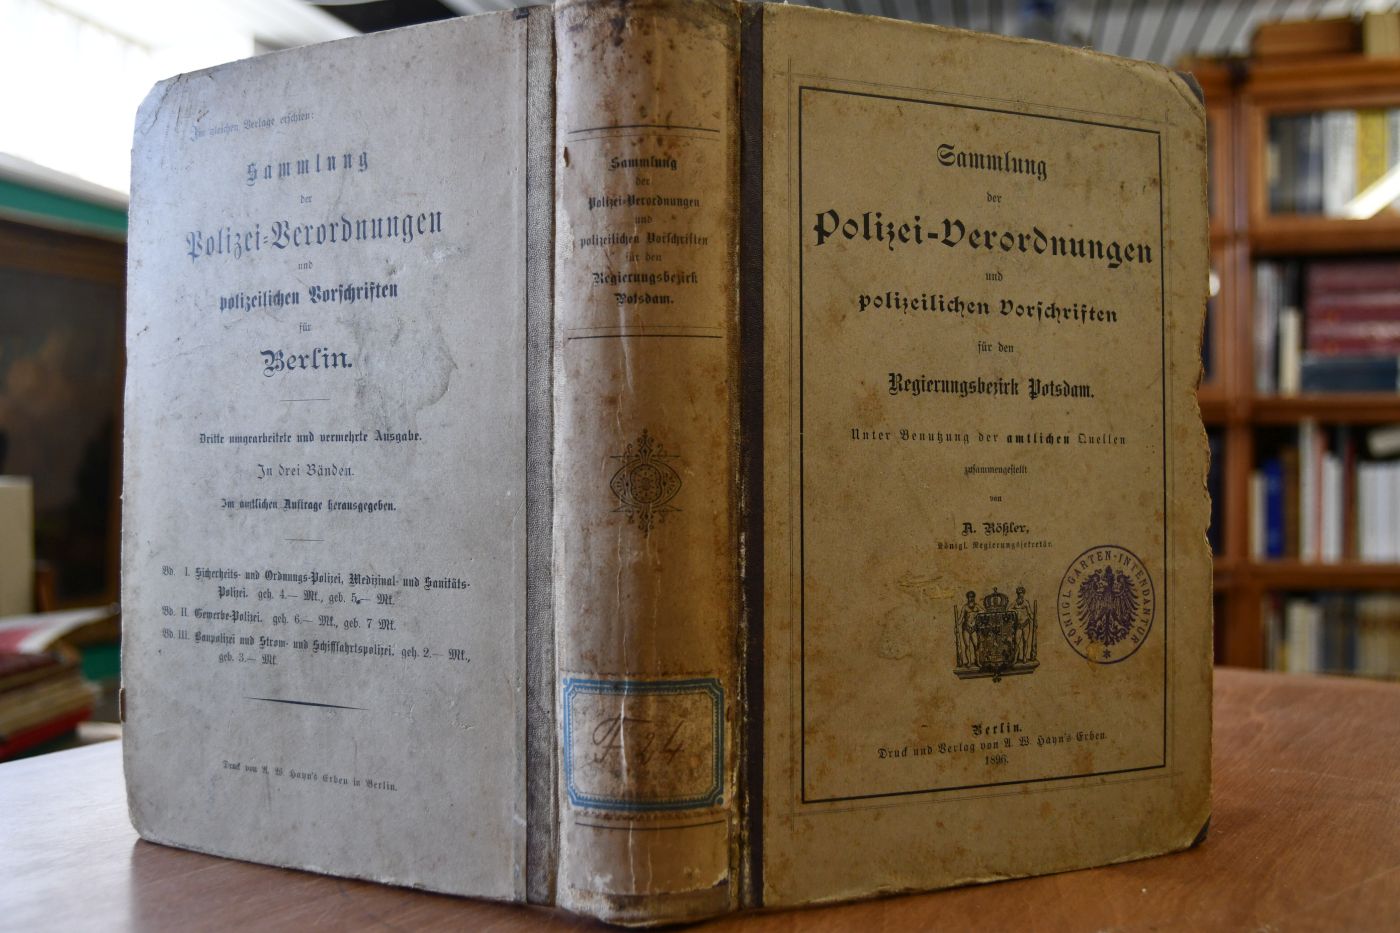 Im gleichen Verlage erschien:
Sammlung
der
Polizei-Verordnungen
und
polizeilichen Vorschriften
für
Berlin.
Dritte umgearbeitete und vermehrte Ausgabe.
In drei Bänden.
Im amtlichen Auftrage herausgegeben.
Bd. I. Sicherheits- und Ordnungs-Polizei, Medizinal- und Sanitäts-
Polizei. geh. 4.— Mk., geb. 5.— Mk.
Bd. II. Gewerbe-Polizei. geh. 6.— Mk., geb. 7 Mk.
Bd. III. Baupolizei und Strom- und Schifffahrtspolizei. geh. 2.— Mk.,
geb. 3.— Mk.
Druck von A. W. Hayn's Erben in Berlin.
Sammlung
der
Polizei-Verordnungen
und
polizeilichen Vorschriften
für den
Regierungsbezirk
Potsdam.
F 24
Sammlung
der
Polizei-Verordnungen
und
polizeilichen Vorschriften
für den
Regierungsbezirk Potsdam.
Unter Benutzung der amtlichen Quellen
zusammengestellt
von
A. Rößler,
Königl. Regierungssekretär.
KÖNIGL. GARTEN-INTENDANTUR
Berlin.
Druck und Verlag von A. W. Hayn's Erben.
1896.